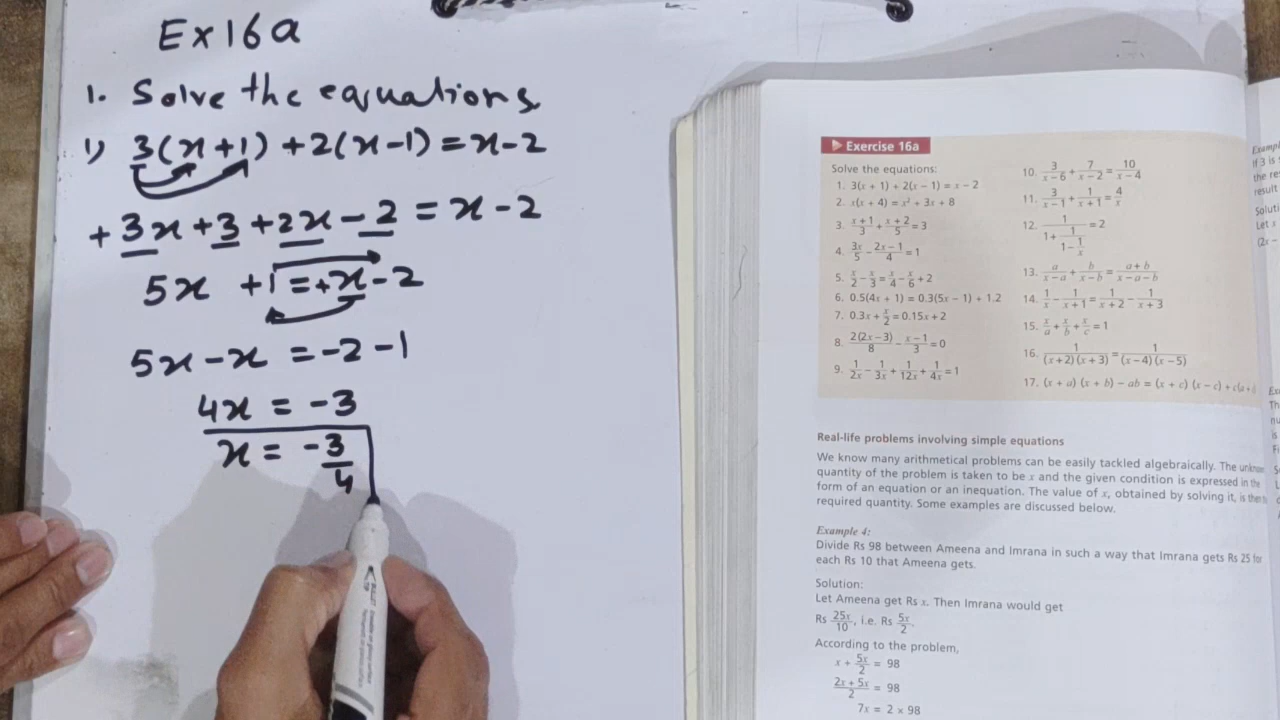 Ex16a
1. Solve the equations
1) 3(x+1)+2(x-1)=x-2
+3x+3+2x-2=x-2
5x +1=+x-2
5x-x=-2-1
4x = -3
x = -3/4
Exercise 16a
Solve the equations:
1. 3(x + 1) + 2(x − 1) = x − 2
2. x(x + 4) = x² + 3x + 8
3. (x+1)/3 + (x+2)/5 = 3
4. 3x/5 − (2x−1)/4 = 1
5. x/2 − x/3 = x/4 − x/6 + 2
6. 0.5(4x + 1) = 0.3(5x − 1) + 1.2
7. 0.3x + x/2 = 0.15x + 2
8. 2(2x−3)/8 − (x−1)/3 = 0
9. 1/2x − 1/3x + 1/12x + 1/4x = 1
10. 3/(x−6) + 7/(x−2) = 10/(x−4)
11. 3/(x−1) + 1/(x+1) = 4/x
12. 1/(1+1/(1−1/x)) = 2
13. a/(x−a) + b/(x−b) = (a+b)/(x−a−b)
14. 1/x − 1/(x+1) = 1/(x+2) − 1/(x+3)
15. x/a + x/b + x/c = 1
16. 1/((x+2)(x+3)) = 1/((x−4)(x−5))
17. (x + a) (x + b) − ab = (x + c) (x − c) + c(a +
Real-life problems involving simple equations
We know many arithmetical problems can be easily tackled algebraically. The
quantity of the problem is taken to be x and the given condition is expressed in the
form of an equation or an inequation. The value of x, obtained by solving it, is
required quantity. Some examples are discussed below.
Example 4:
Divide Rs 98 between Ameena and Imrana in such a way that Imrana gets Rs 25 for
each Rs 10 that Ameena gets.
Solution:
Let Ameena get Rs x. Then Imrana would get
Rs 25x/10, i.e. Rs 5x/2.
According to the problem,
x + 5x/2 = 98
(2x + 5x)/2 = 98
7x = 2 × 98